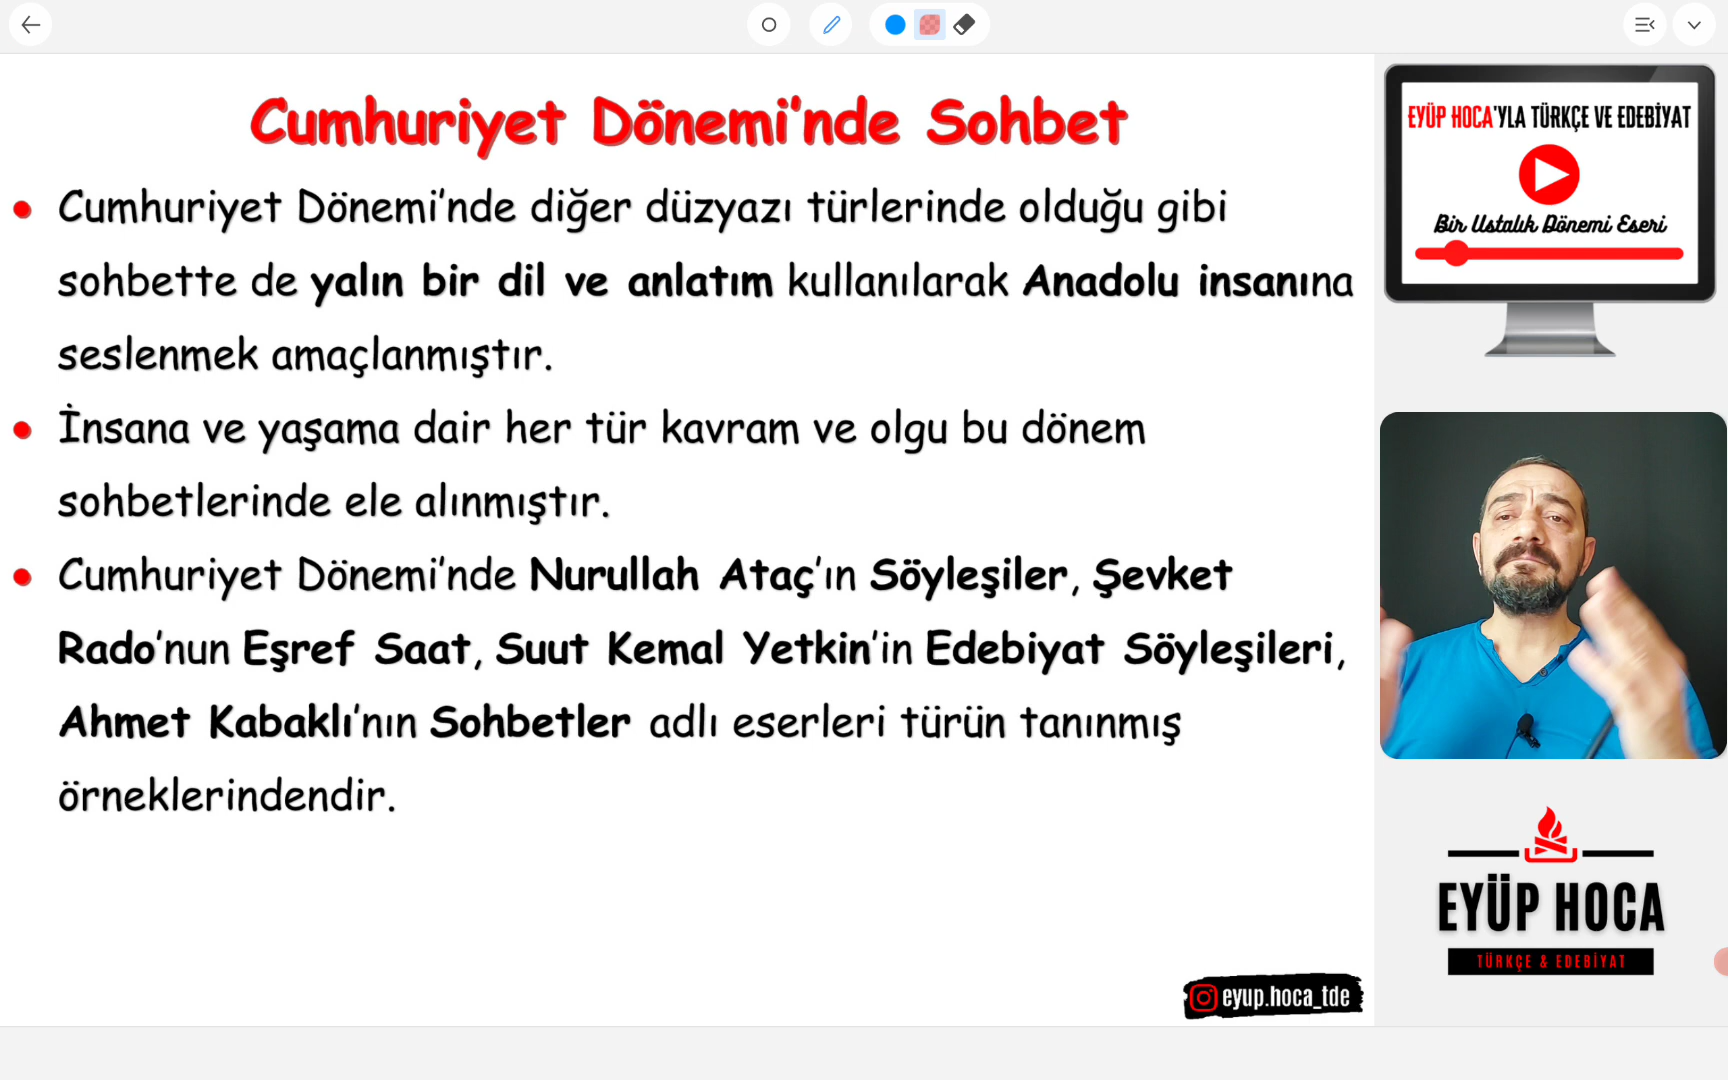 Cumhuriyet Dönemi'nde Sohbet
Cumhuriyet Dönemi'nde diğer düzyazı türlerinde olduğu gibi
sohbette de yalın bir dil ve anlatım kullanılarak Anadolu insanına
seslenmek amaçlanmıştır.
İnsana ve yaşama dair her tür kavram ve olgu bu dönem
sohbetlerinde ele alınmıştır.
Cumhuriyet Dönemi'nde Nurullah Ataç'ın Söyleşiler, Şevket
Rado'nun Eşref Saat, Suut Kemal Yetkin'in Edebiyat Söyleşileri,
Ahmet Kabaklı'nın Sohbetler adlı eserleri türün tanınmış
örneklerindendir.
eyup.hoca_tde
EYÜP HOCA'YLA TÜRKÇE VE EDEBİYAT
Bir Ustalık Dönemi Eseri
EYÜP HOCA
TÜRKÇE & EDEBİYAT